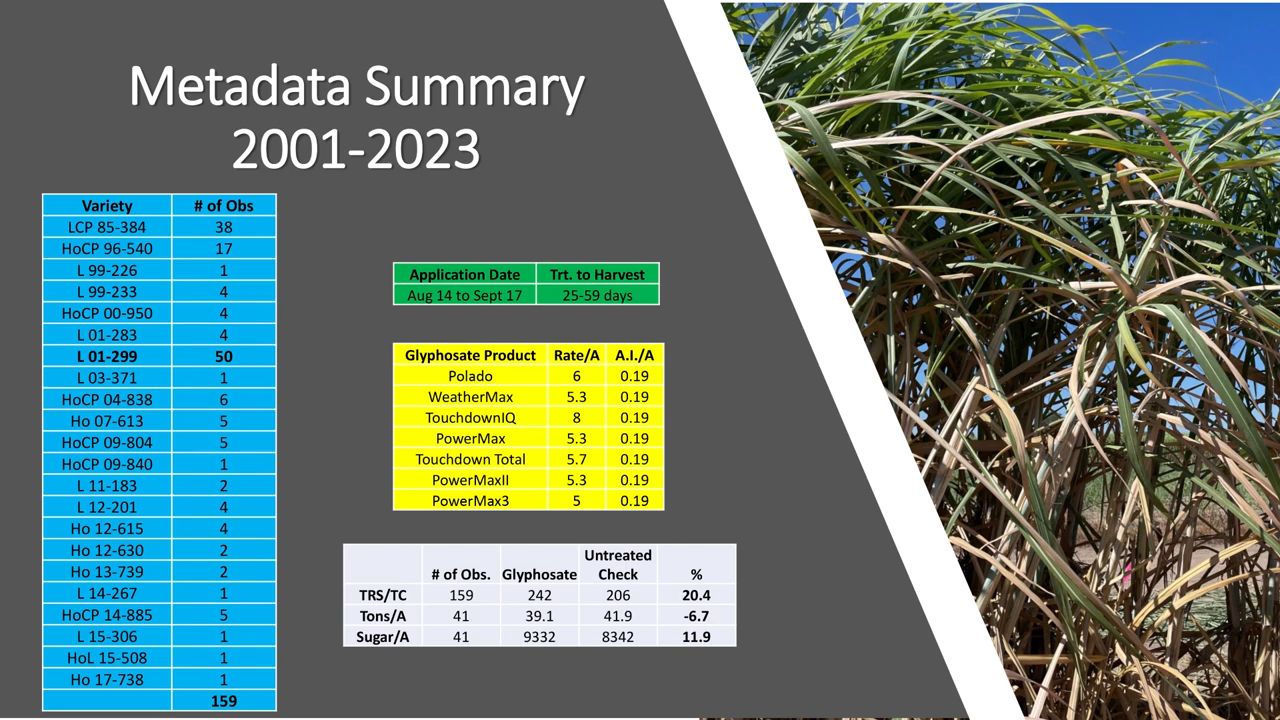 Metadata Summary
2001-2023
Variety # of Obs
LCP 85-384 38
HoCP 96-540 17
L 99-226 1
L 99-233 4
HoCP 00-950 4
L 01-283 4
L 01-299 50
L 03-371 1
HoCP 04-838 6
Ho 07-613 5
HoCP 09-804 5
HoCP 09-840 1
L 11-183 2
L 12-201 4
Ho 12-615 4
Ho 12-630 2
Ho 13-739 2
L 14-267 1
HoCP 14-885 5
L 15-306 1
HoL 15-508 1
Ho 17-738 1
159
Application Date Trt. to Harvest
Aug 14 to Sept 17 25-59 days
Glyphosate Product Rate/A A.I./A
Polado 6 0.19
WeatherMax 5.3 0.19
TouchdownIQ 8 0.19
PowerMax 5.3 0.19
Touchdown Total 5.7 0.19
PowerMaxII 5.3 0.19
PowerMax3 5 0.19
# of Obs. Glyphosate Untreated Check %
TRS/TC 159 242 206 20.4
Tons/A 41 39.1 41.9 -6.7
Sugar/A 41 9332 8342 11.9